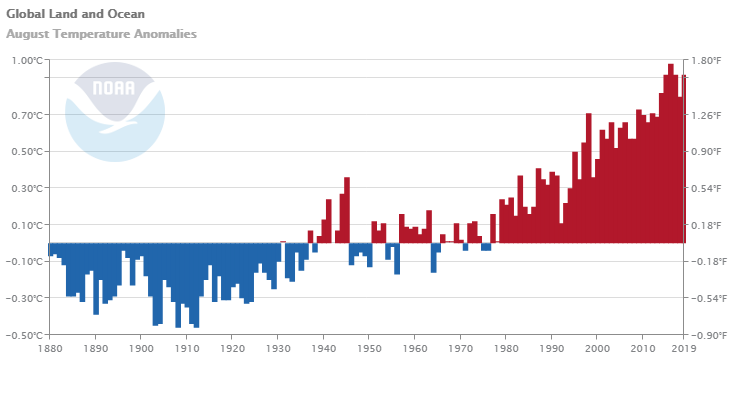 Global Land and Ocean
August Temperature Anomalies
NOAA
1.00°C 1.80°F
0.70°C 1.26°F
0.50°C 0.90°F
0.30°C 0.54°F
0.10°C 0.18°F
-0.10°C -0.18°F
-0.30°C -0.54°F
-0.50°C -0.90°F
1880 1890 1900 1910 1920 1930 1940 1950 1960 1970 1980 1990 2000 2010 2019